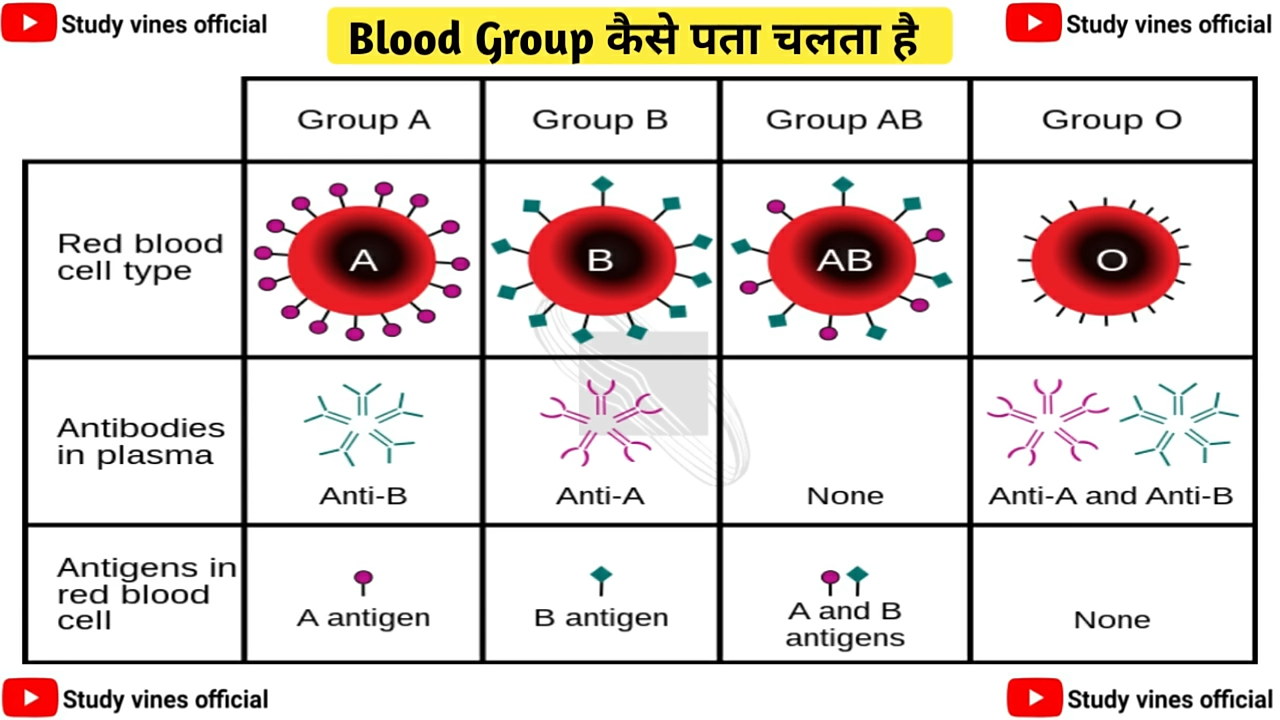 Study vines official
Blood Group कैसे पता चलता है
Study vines official
Group A
Group B
Group AB
Group O
Red blood
cell type
A
B
AB
O
Antibodies
in plasma
Anti-B
Anti-A
None
Anti-A and Anti-B
Antigens in
red blood
cell
A antigen
B antigen
A and B
antigens
None
Study vines official
Study vines official